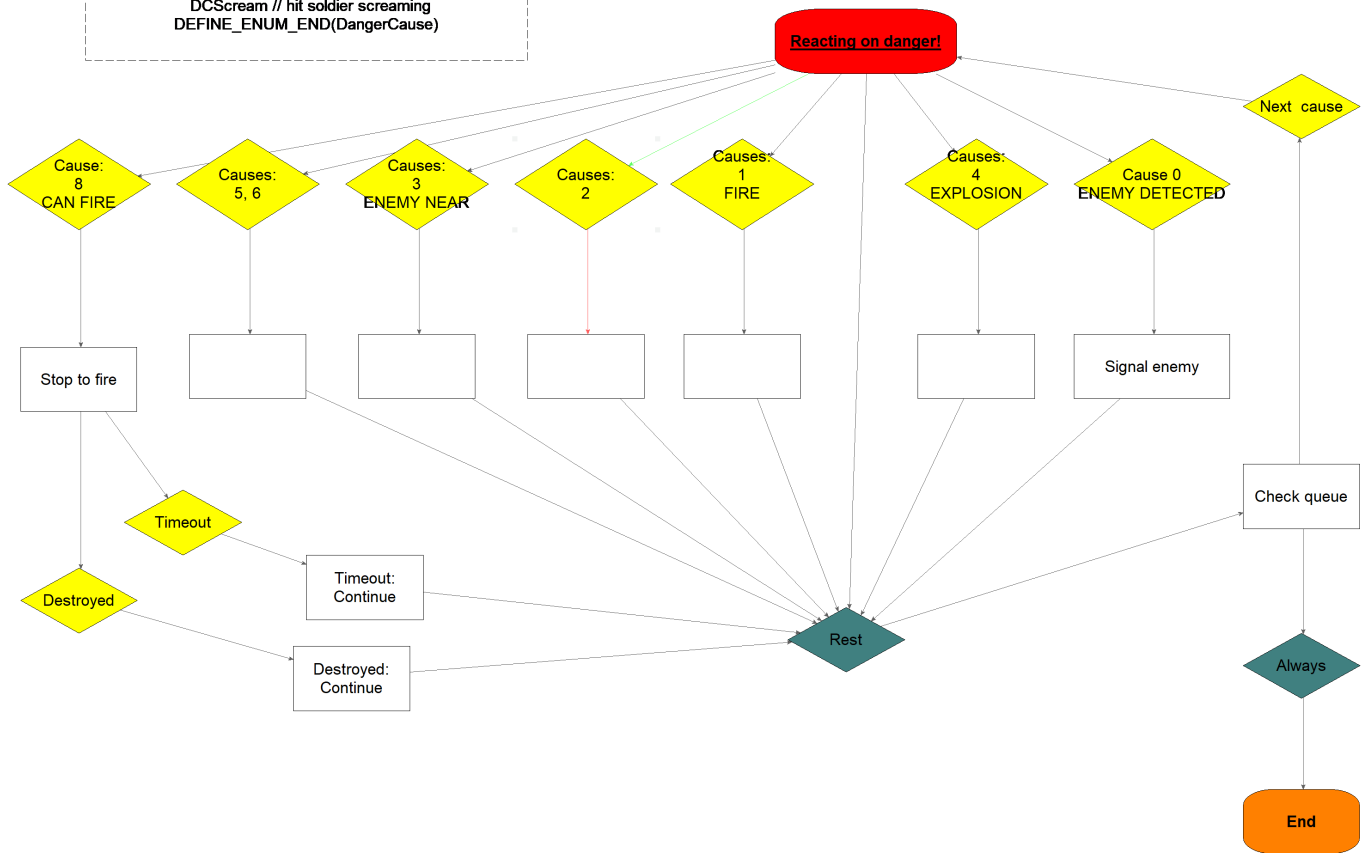 DCScream // hit soldier screaming
DEFINE_ENUM_END(DangerCause)
Reacting on danger!
Next  cause
Cause:
8
CAN FIRE
Causes:
5, 6
Causes:
3
ENEMY NEAR
Causes:
2
Causes:
1
FIRE
Causes:
4
EXPLOSION
Cause 0
ENEMY DETECTED
Stop to fire
Signal enemy
Check queue
Timeout
Timeout:
Continue
Destroyed
Rest
Destroyed:
Continue
Always
End